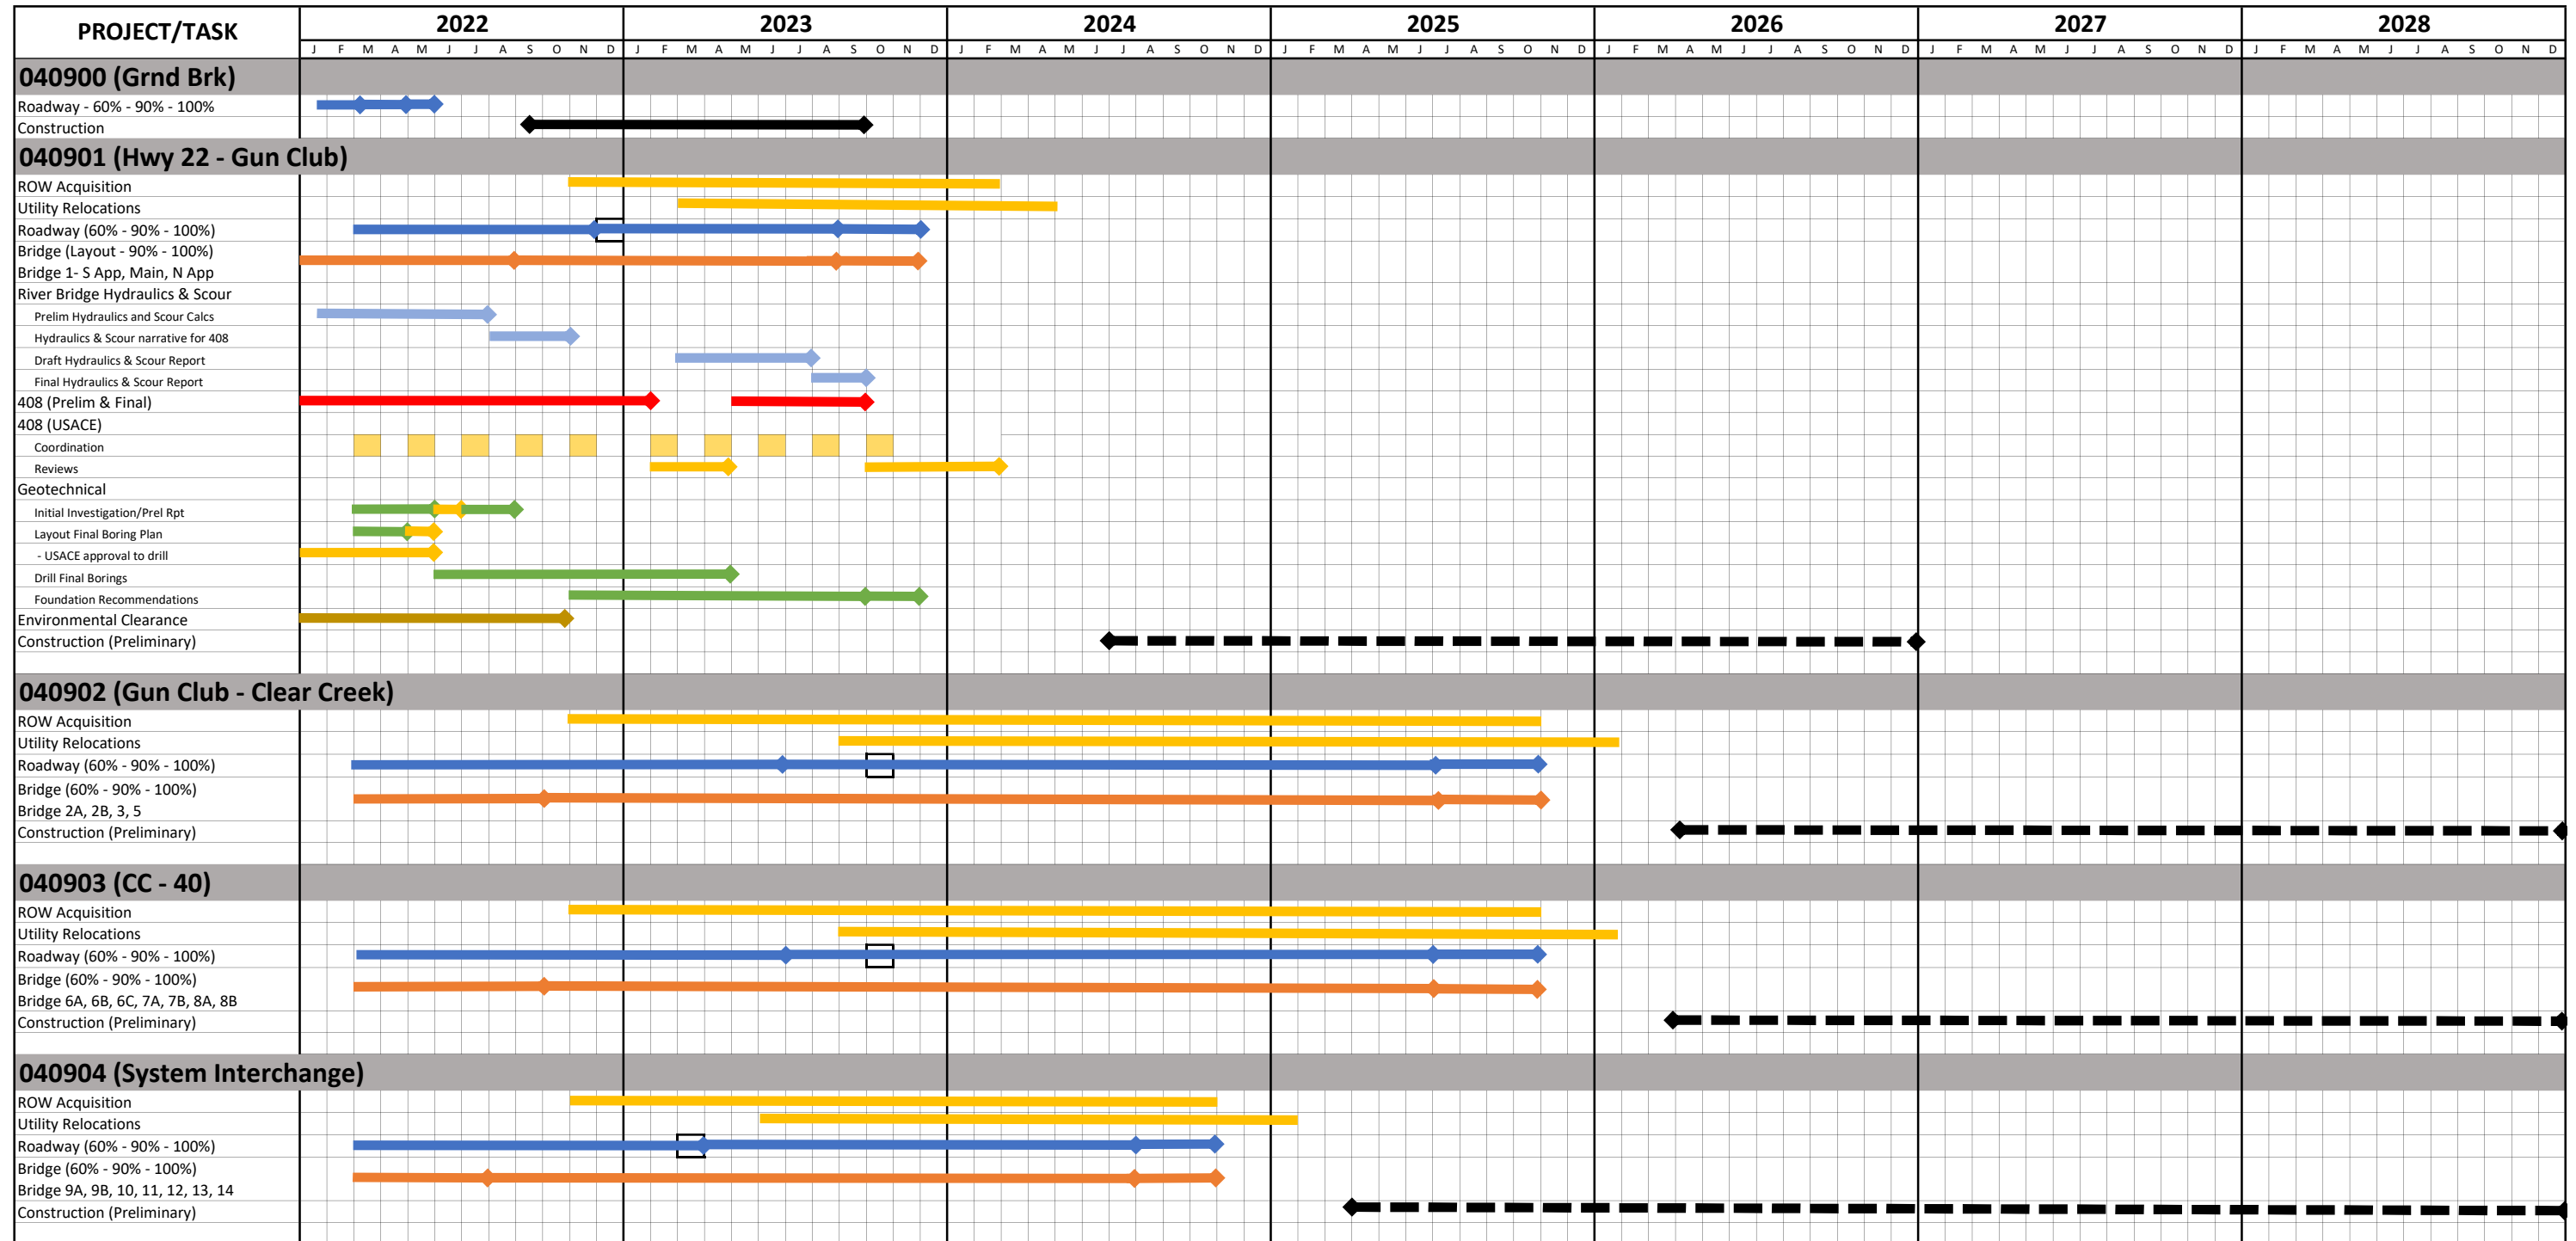 PROJECT/TASK 2022 2023 2024 2025 2026 2027 2028
J F M A M J J A S O N D J F M A M J J A S O N D J F M A M J J A S O N D J F M A M J J A S O N D J F M A M J J A S O N D J F M A M J J A S O N D J F M A M J J A S O N D
040900 (Grnd Brk)
Roadway - 60% - 90% - 100%
Construction
040901 (Hwy 22 - Gun Club)
ROW Acquisition
Utility Relocations
Roadway (60% - 90% - 100%)
Bridge (Layout - 90% - 100%)
Bridge 1- S App, Main, N App
River Bridge Hydraulics & Scour
Prelim Hydraulics and Scour Calcs
Hydraulics & Scour narrative for 408
Draft Hydraulics & Scour Report
Final Hydraulics & Scour Report
408 (Prelim & Final)
408 (USACE)
Coordination
Reviews
Geotechnical
Initial Investigation/Prel Rpt
Layout Final Boring Plan
- USACE approval to drill
Drill Final Borings
Foundation Recommendations
Environmental Clearance
Construction (Preliminary)
040902 (Gun Club - Clear Creek)
ROW Acquisition
Utility Relocations
Roadway (60% - 90% - 100%)
Bridge (60% - 90% - 100%)
Bridge 2A, 2B, 3, 5
Construction (Preliminary)
040903 (CC - 40)
ROW Acquisition
Utility Relocations
Roadway (60% - 90% - 100%)
Bridge (60% - 90% - 100%)
Bridge 6A, 6B, 6C, 7A, 7B, 8A, 8B
Construction (Preliminary)
040904 (System Interchange)
ROW Acquisition
Utility Relocations
Roadway (60% - 90% - 100%)
Bridge (60% - 90% - 100%)
Bridge 9A, 9B, 10, 11, 12, 13, 14
Construction (Preliminary)